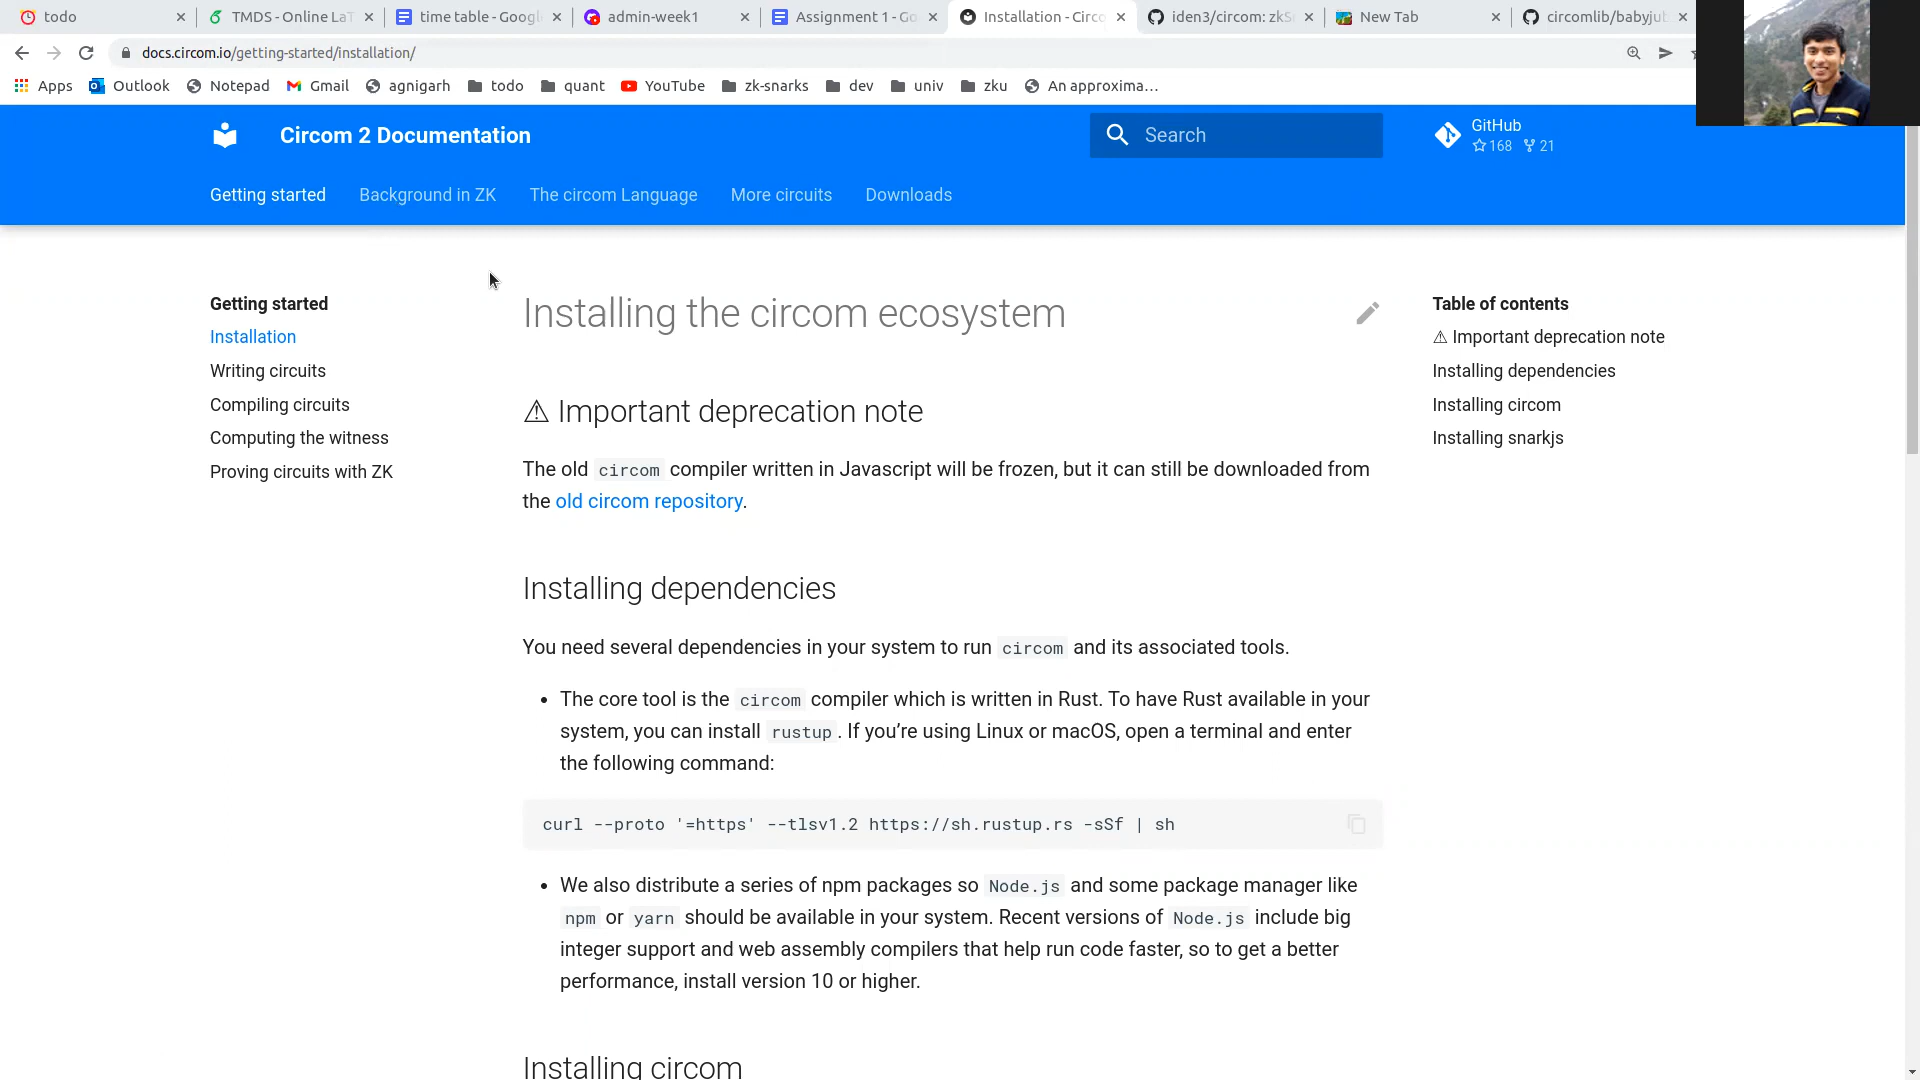 todo
TMDS - Online LaT
time table - Googl
admin-week1
Assignment 1 - Go
Installation - Circo
iden3/circom: zkS
New Tab
circomlib/babyjub
docs.circom.io/getting-started/installation/
Apps
Outlook
Notepad
Gmail
agnigarh
todo
quant
YouTube
zk-snarks
dev
univ
zku
An approxima...
Circom 2 Documentation
Search
GitHub
168 21
Getting started
Background in ZK
The circom Language
More circuits
Downloads
Getting started
Installation
Writing circuits
Compiling circuits
Computing the witness
Proving circuits with ZK
Installing the circom ecosystem
⚠ Important deprecation note
The old circom compiler written in Javascript will be frozen, but it can still be downloaded from
the old circom repository.
Installing dependencies
You need several dependencies in your system to run circom and its associated tools.
• The core tool is the circom compiler which is written in Rust. To have Rust available in your
system, you can install rustup. If you’re using Linux or macOS, open a terminal and enter
the following command:
curl --proto '=https' --tlsv1.2 https://sh.rustup.rs -sSf | sh
• We also distribute a series of npm packages so Node.js and some package manager like
npm or yarn should be available in your system. Recent versions of Node.js include big
integer support and web assembly compilers that help run code faster, so to get a better
performance, install version 10 or higher.
Installing circom
Table of contents
⚠ Important deprecation note
Installing dependencies
Installing circom
Installing snarkjs